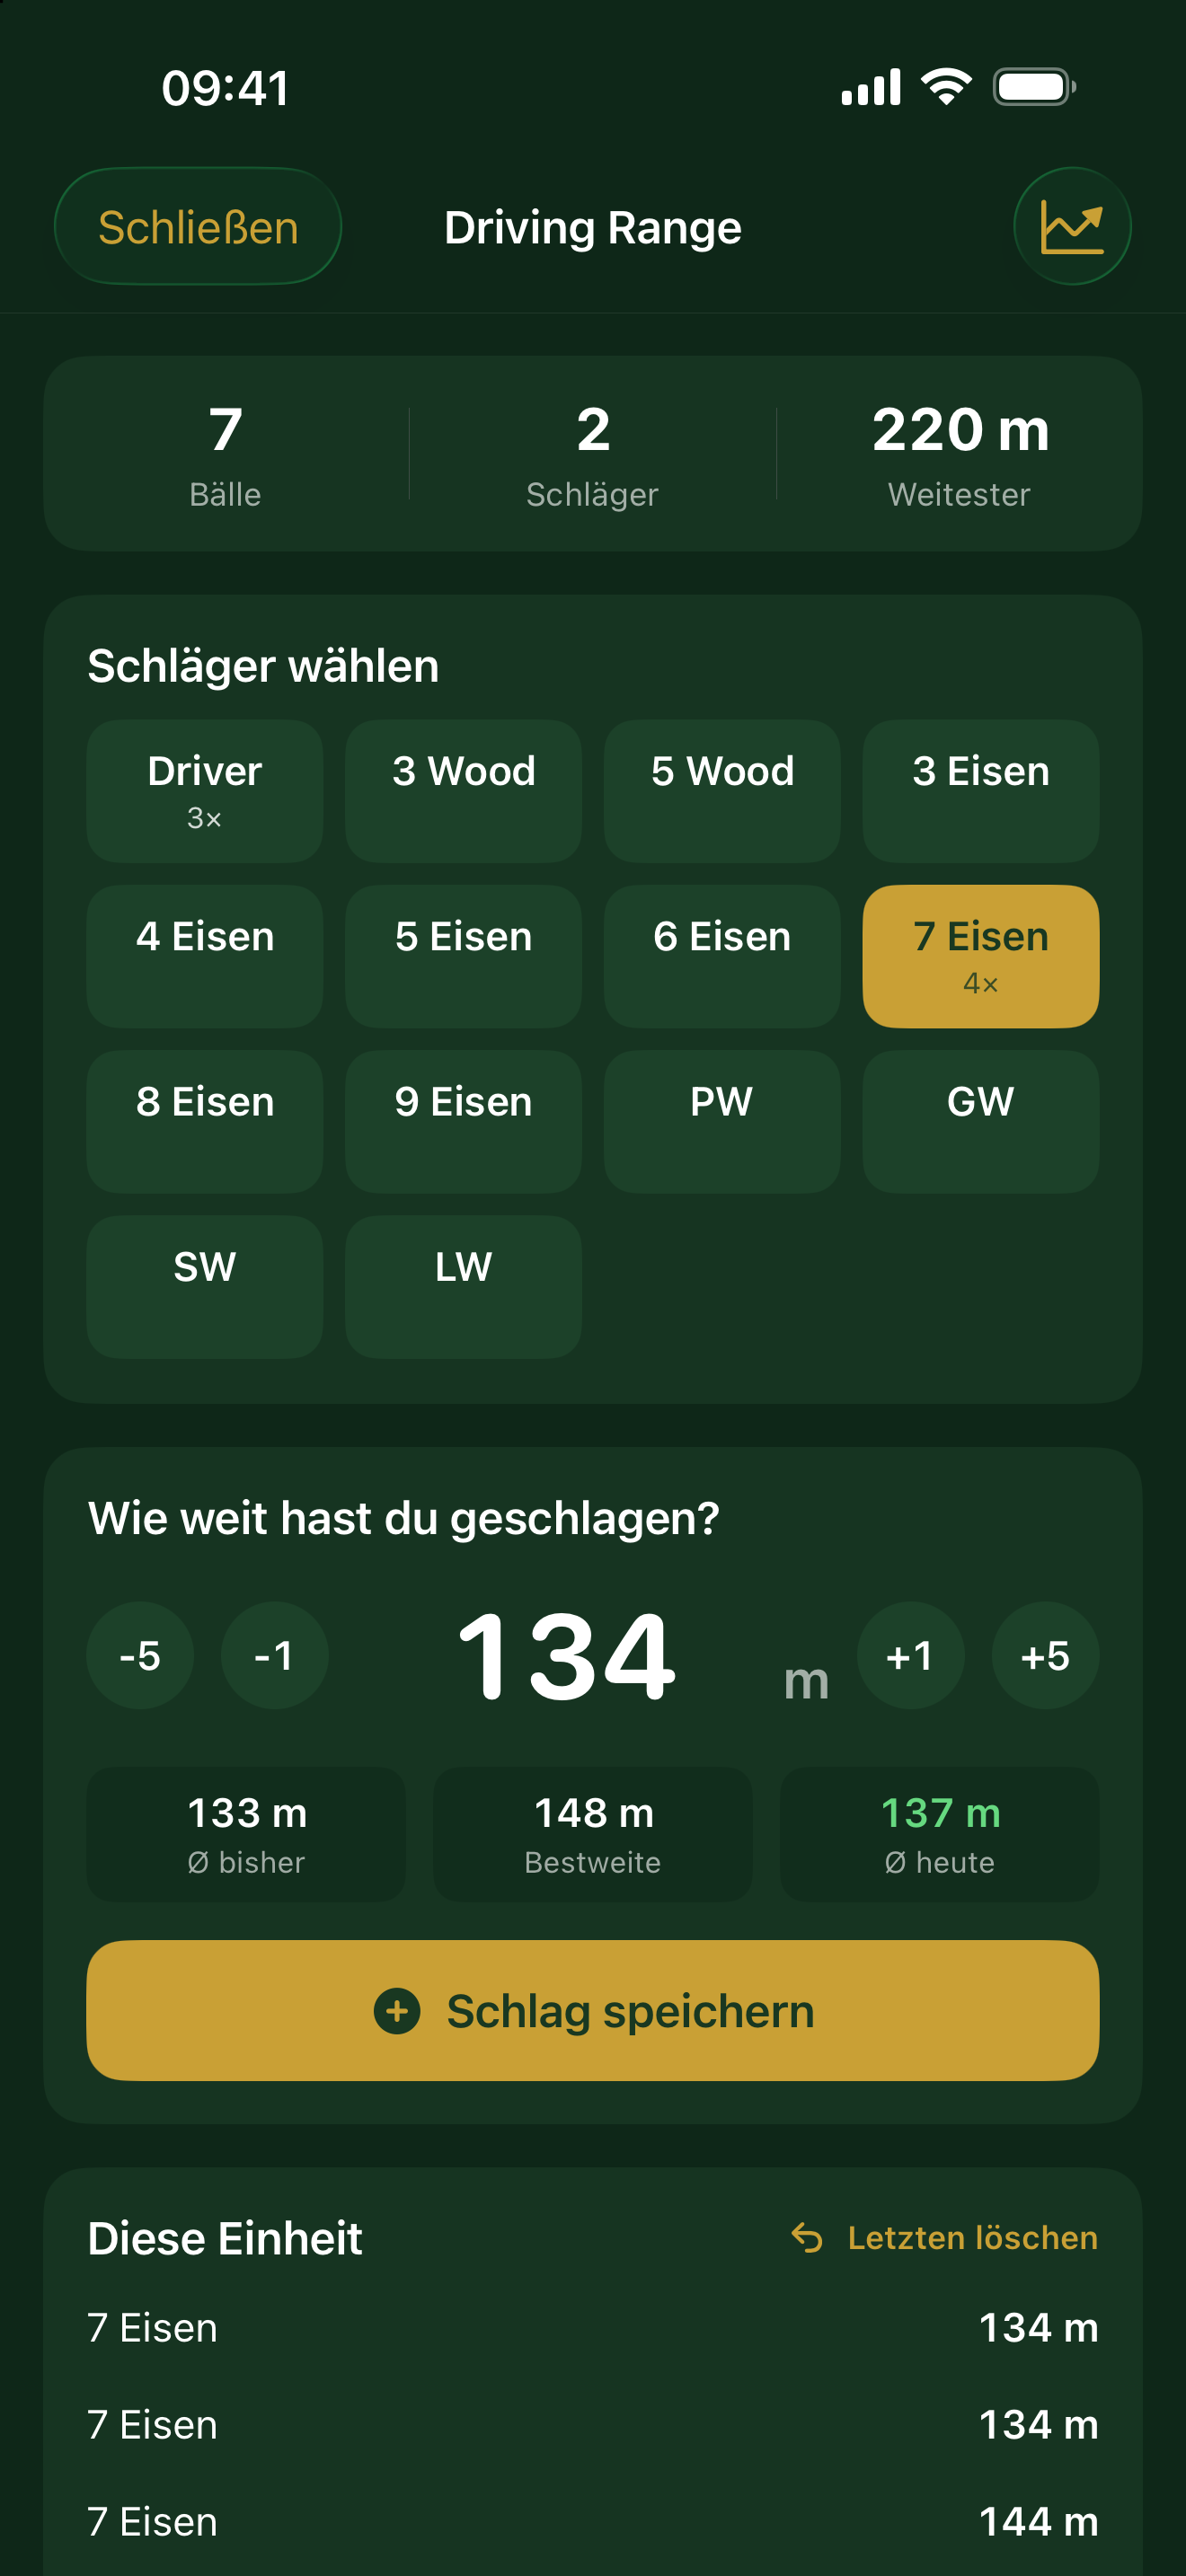 09:41
Schließen
Driving Range
7
Bälle
2
Schläger
220 m
Weitester
Schläger wählen
Driver
3×
3 Wood
5 Wood
3 Eisen
4 Eisen
5 Eisen
6 Eisen
7 Eisen
4×
8 Eisen
9 Eisen
PW
GW
SW
LW
Wie weit hast du geschlagen?
-5
-1
134
m
+1
+5
133 m
Ø bisher
148 m
Bestweite
137 m
Ø heute
Schlag speichern
Diese Einheit
Letzten löschen
7 Eisen 134 m
7 Eisen 134 m
7 Eisen 144 m